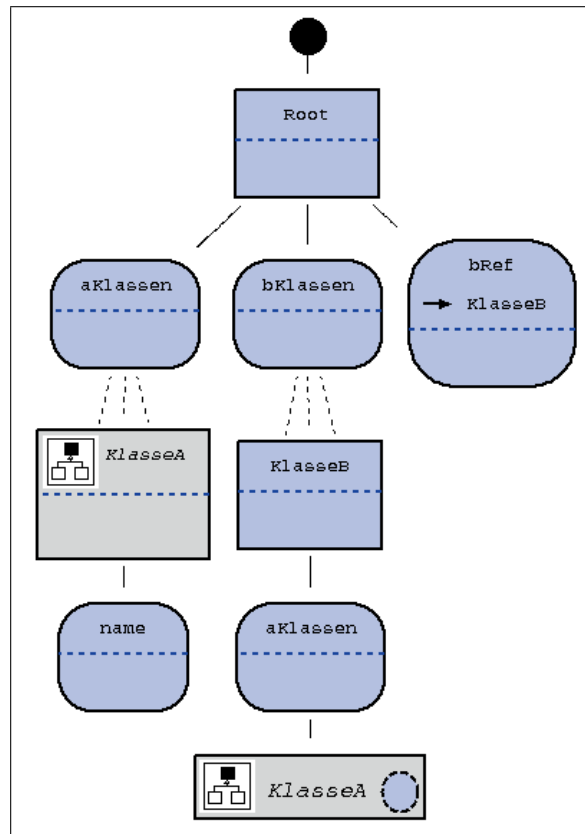 Root
aKlassen
bKlassen
bRef
KlasseB
KlasseA
KlasseB
name
aKlassen
KlasseA